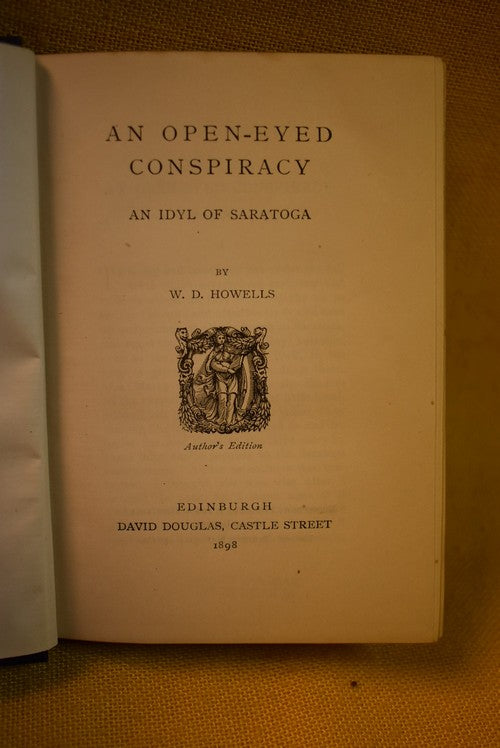 AN OPEN-EYED
CONSPIRACY
AN IDYL OF SARATOGA
BY
W. D. HOWELLS
Author's Edition
EDINBURGH
DAVID DOUGLAS, CASTLE STREET
1898